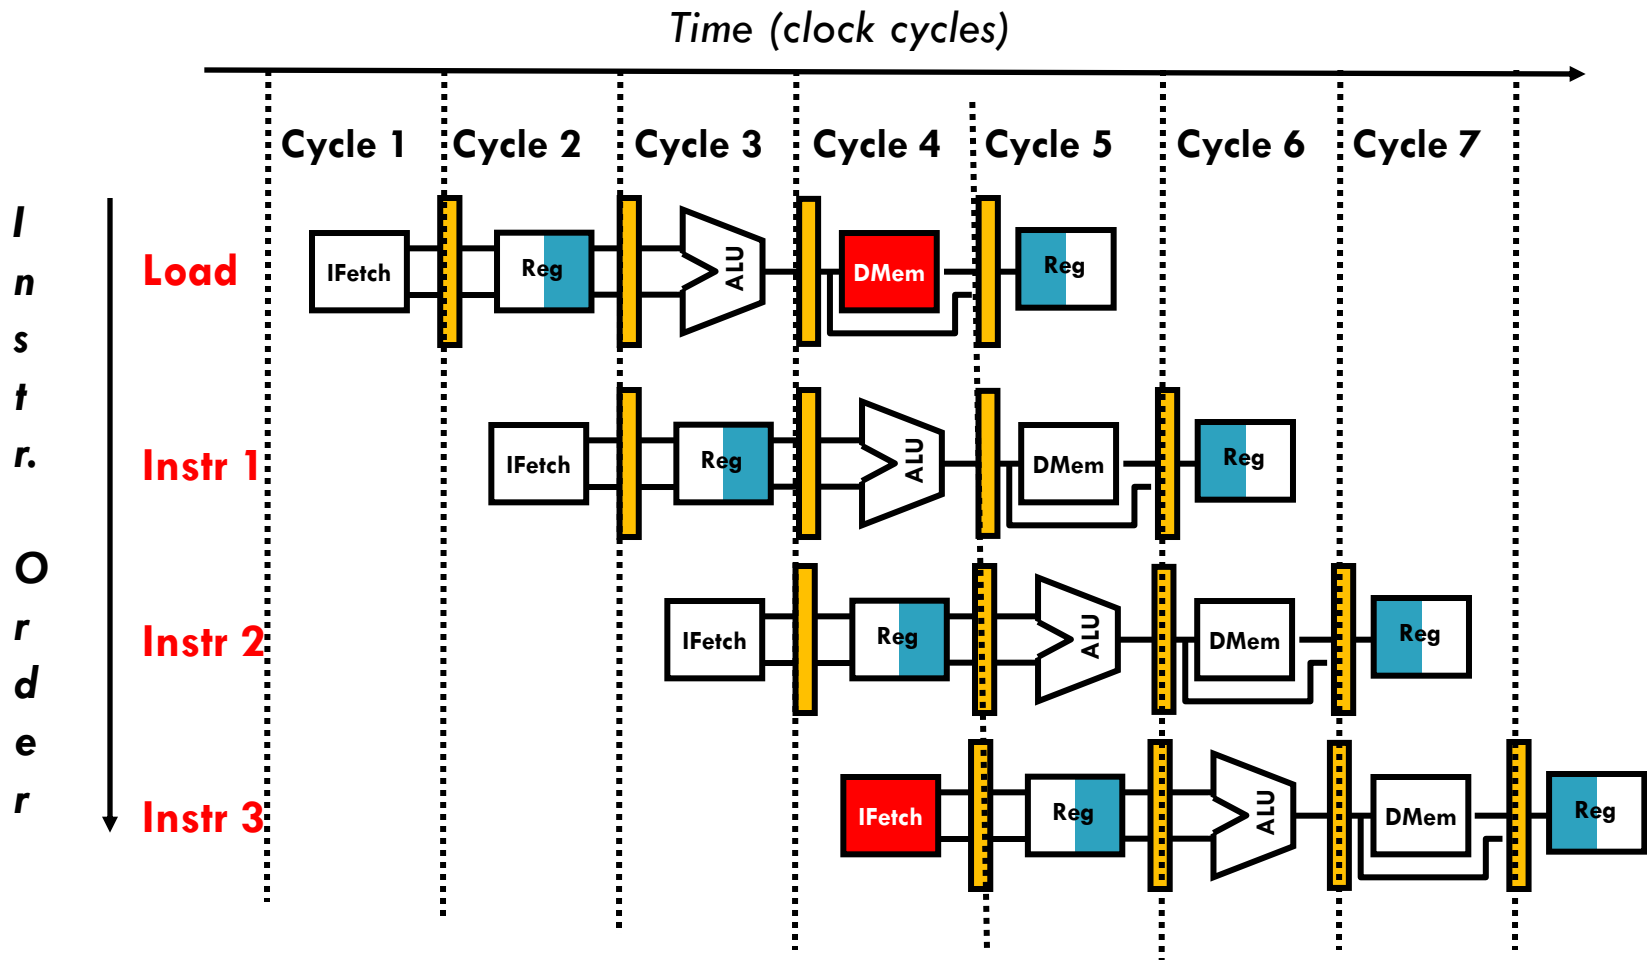 Time (clock cycles)
Cycle 1 Cycle 2 Cycle 3 Cycle 4 Cycle 5 Cycle 6 Cycle 7
Instr. Order
Load IFetch Reg ALU DMem Reg
Instr 1 IFetch Reg ALU DMem Reg
Instr 2 IFetch Reg ALU DMem Reg
Instr 3 IFetch Reg ALU DMem Reg